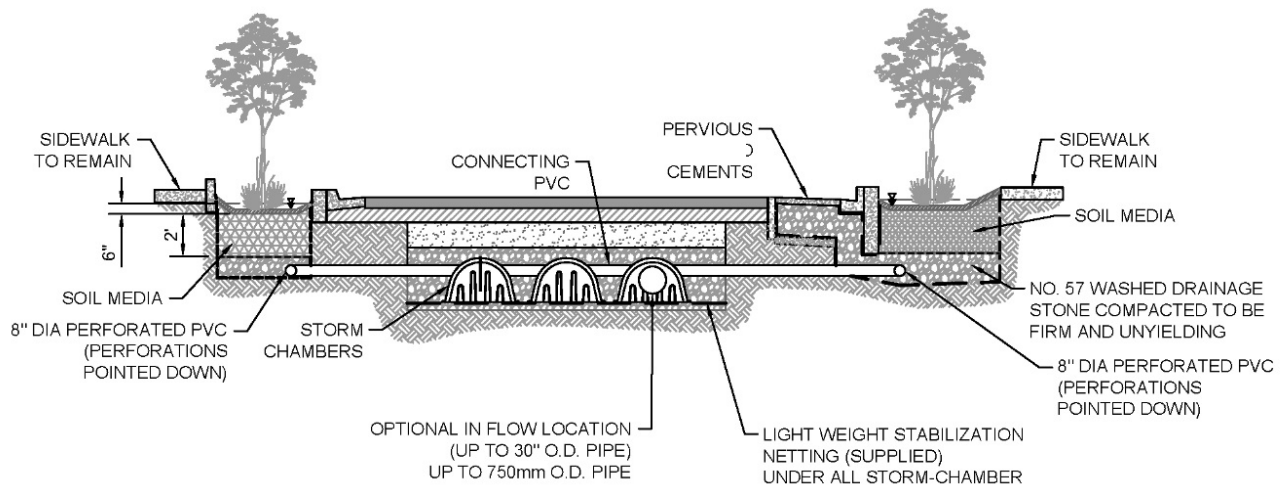 SIDEWALK
TO REMAIN
6"
2'
SOIL MEDIA
8" DIA PERFORATED PVC
(PERFORATIONS
POINTED DOWN)
CONNECTING
PVC
STORM
CHAMBERS
PERVIOUS
CEMENTS
OPTIONAL IN FLOW LOCATION
(UP TO 30" O.D. PIPE)
UP TO 750mm O.D. PIPE
LIGHT WEIGHT STABILIZATION
NETTING (SUPPLIED)
UNDER ALL STORM-CHAMBER
SIDEWALK
TO REMAIN
SOIL MEDIA
NO. 57 WASHED DRAINAGE
STONE COMPACTED TO BE
FIRM AND UNYIELDING
8" DIA PERFORATED PVC
(PERFORATIONS
POINTED DOWN)